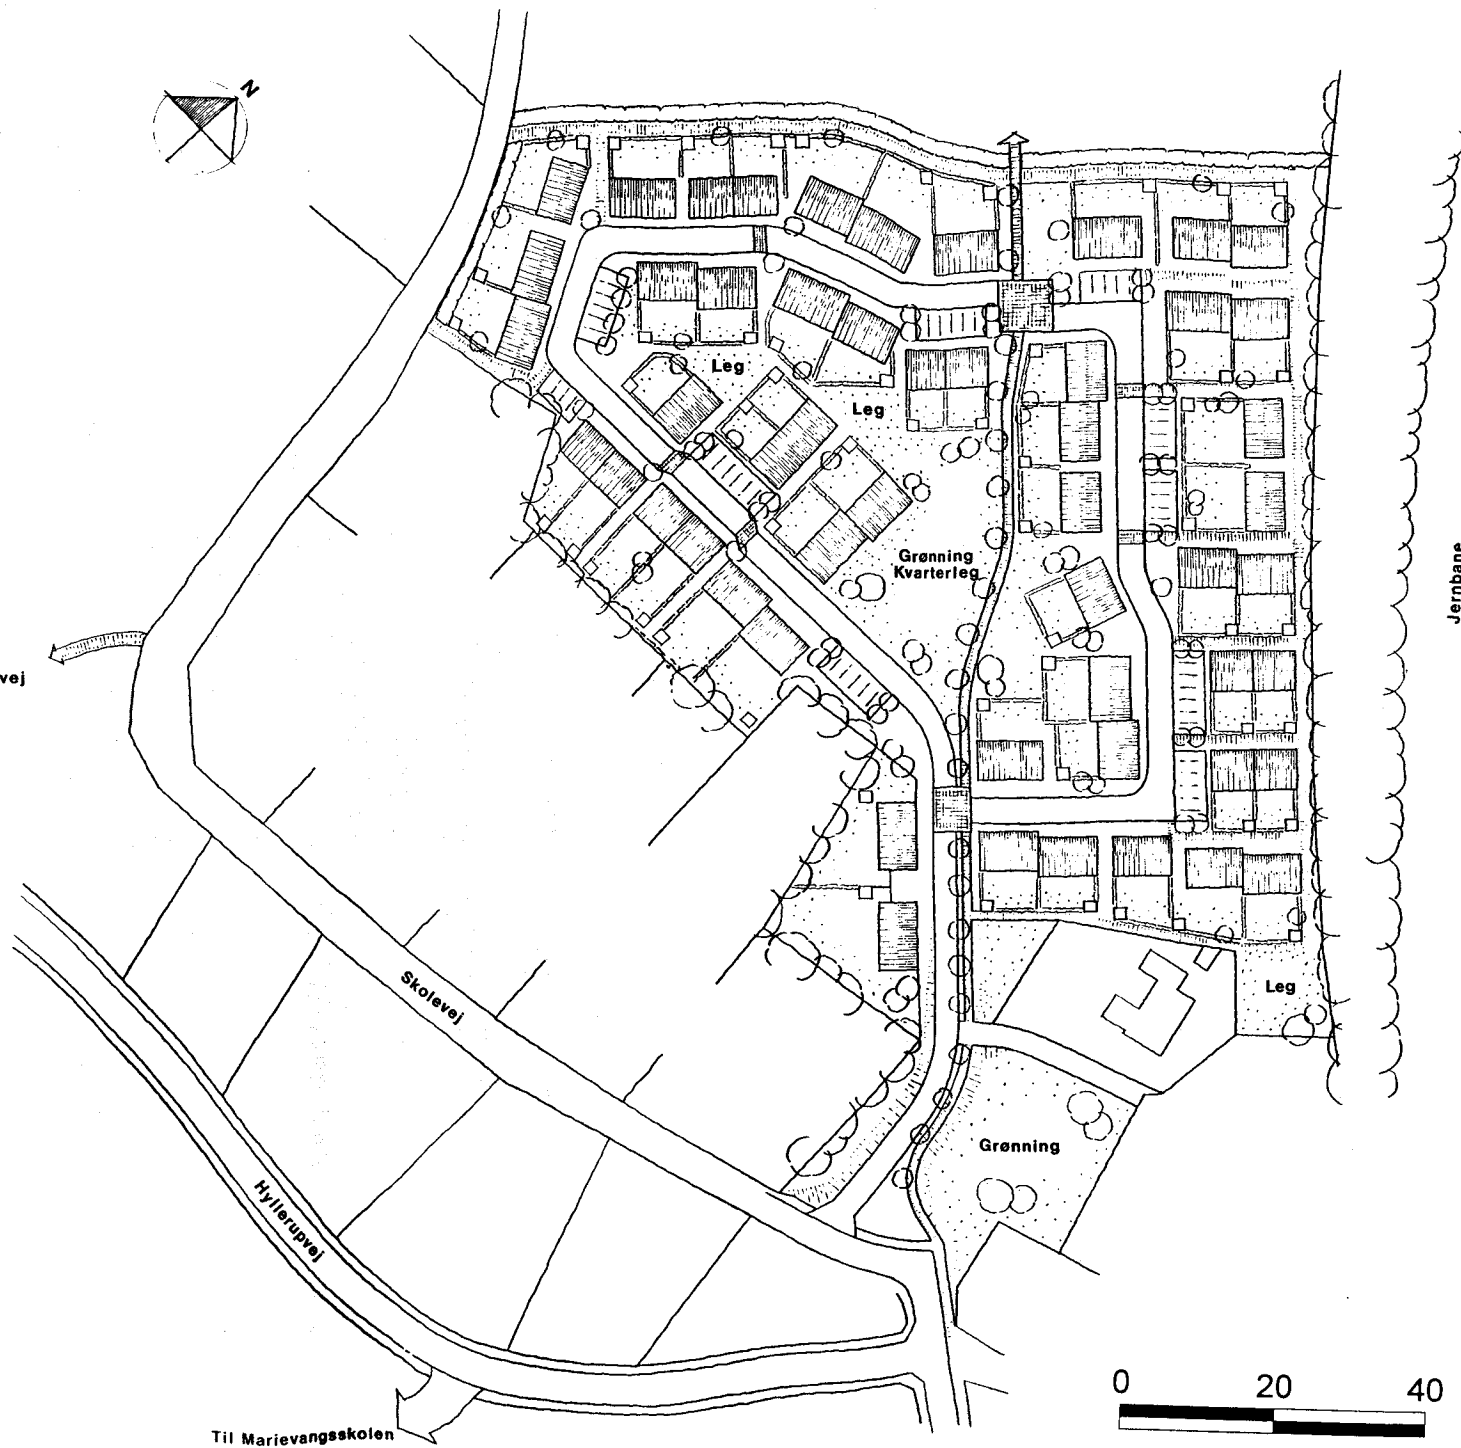 N
Leg
Leg
Grønning
Kvarterleg
Jernbane
vej
Leg
Skolevej
Grønning
Hyllerupvej
0 20 40
Til Marievangsskolen